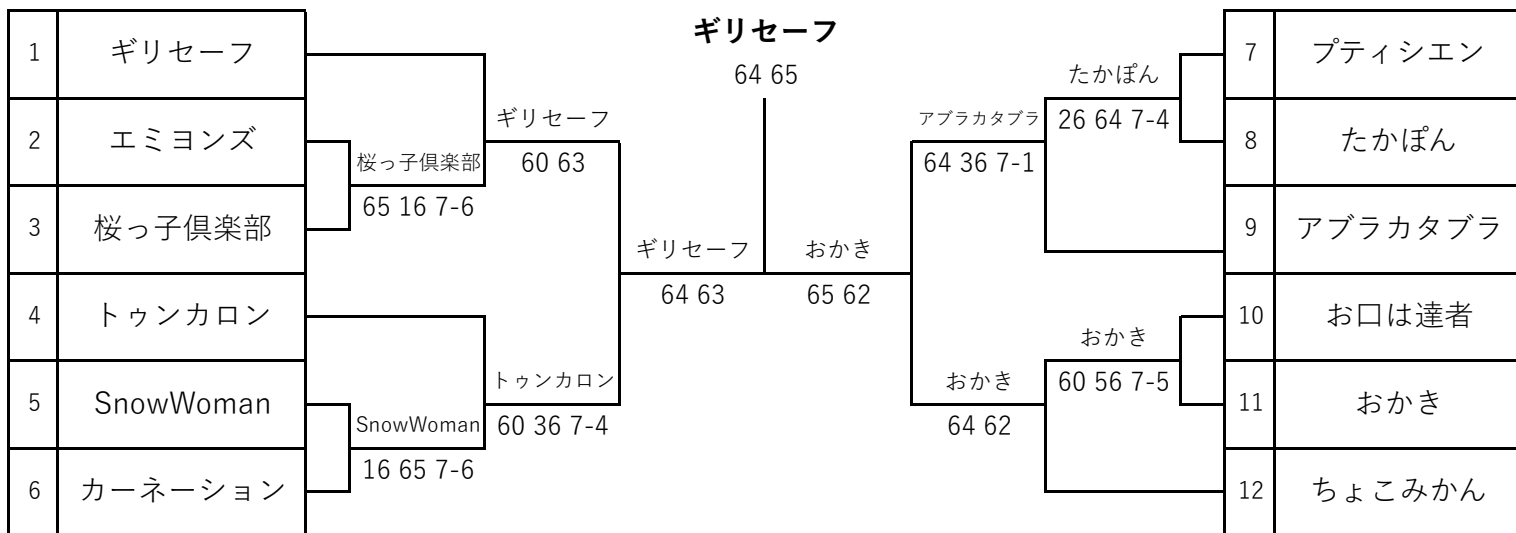 ギリセーフ
64 65
1 ギリセーフ
2 エミヨンズ
3 桜っ子倶楽部
4 トゥンカロン
5 SnowWoman
6 カーネーション
桜っ子倶楽部
65 16 7-6
SnowWoman
16 65 7-6
ギリセーフ
60 63
トゥンカロン
60 36 7-4
ギリセーフ
64 63
おかき
65 62
アブラカタブラ
64 36 7-1
おかき
64 62
たかぽん
26 64 7-4
おかき
60 56 7-5
7 プティシエン
8 たかぽん
9 アブラカタブラ
10 お口は達者
11 おかき
12 ちょこみかん